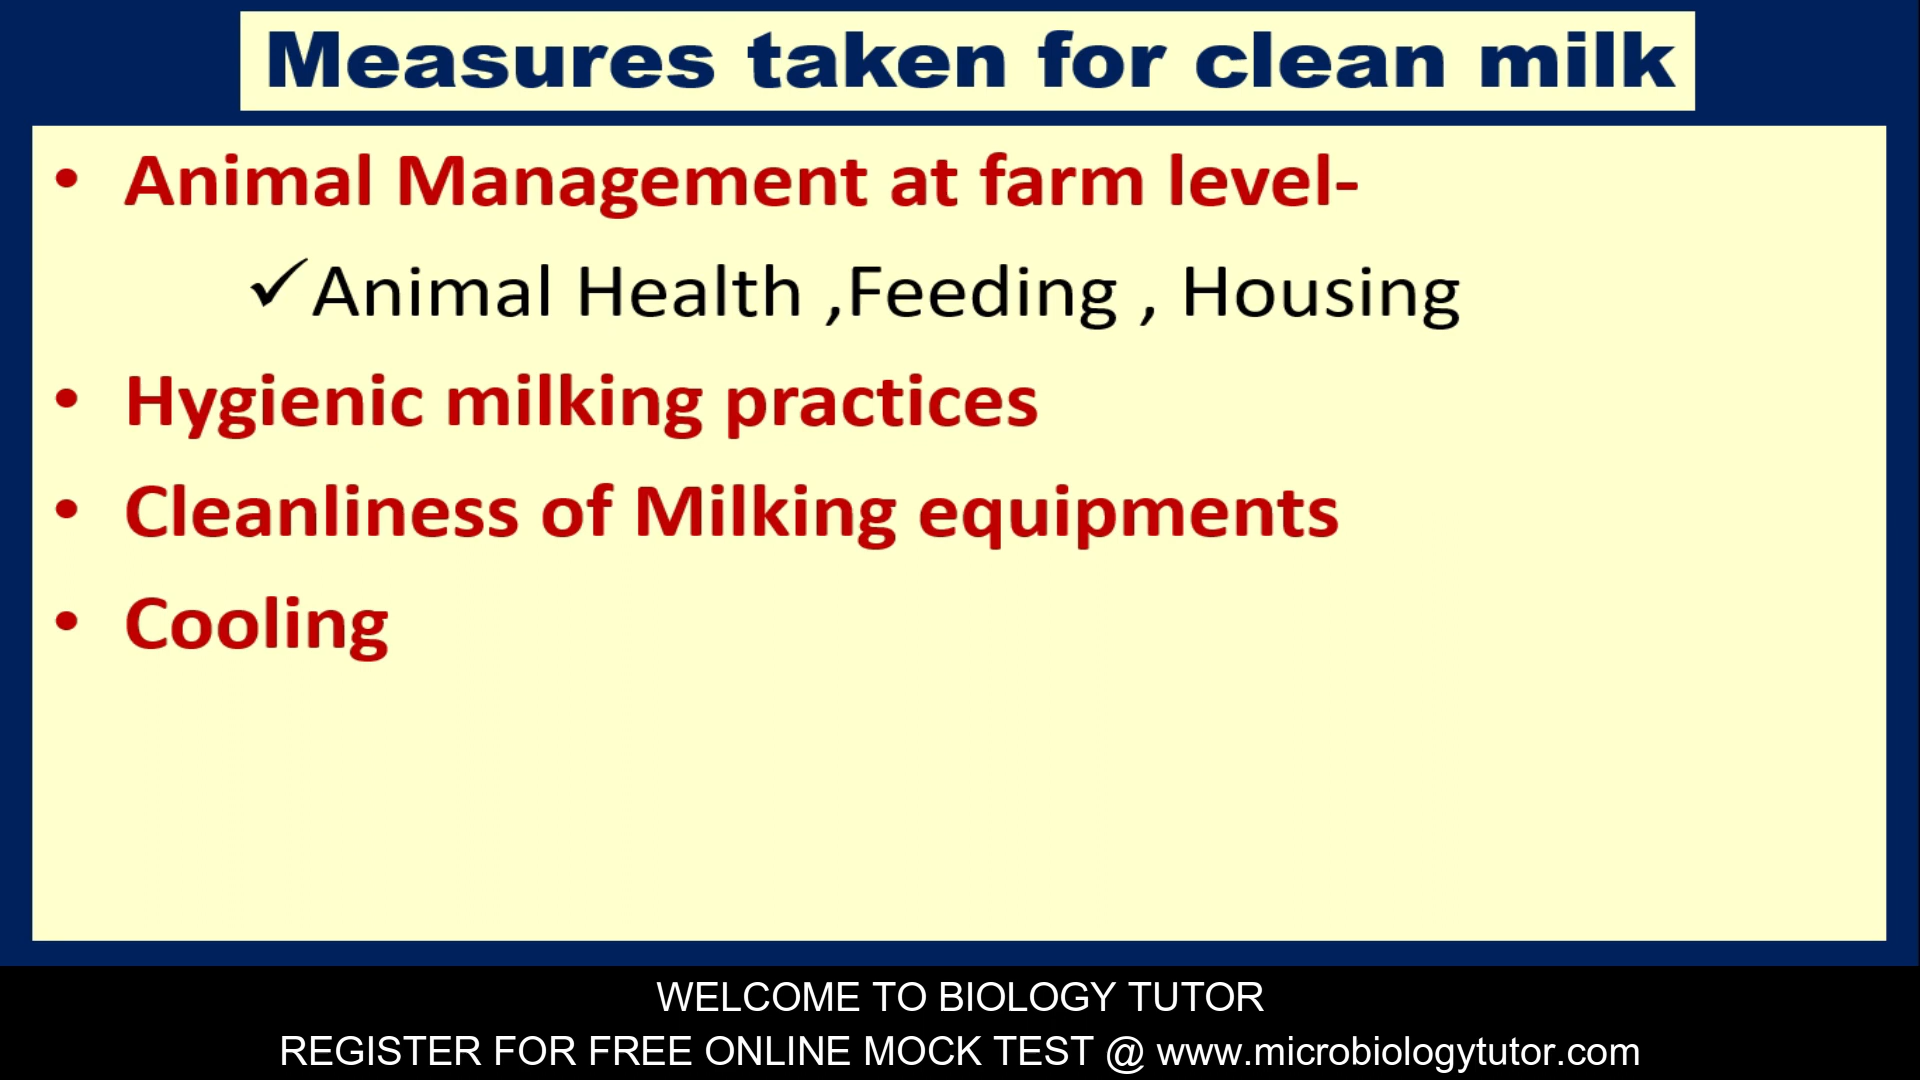 Measures taken for clean milk
• Animal Management at farm level-
✓Animal Health ,Feeding , Housing
• Hygienic milking practices
• Cleanliness of Milking equipments
• Cooling
WELCOME TO BIOLOGY TUTOR
REGISTER FOR FREE ONLINE MOCK TEST @ www.microbiologytutor.com